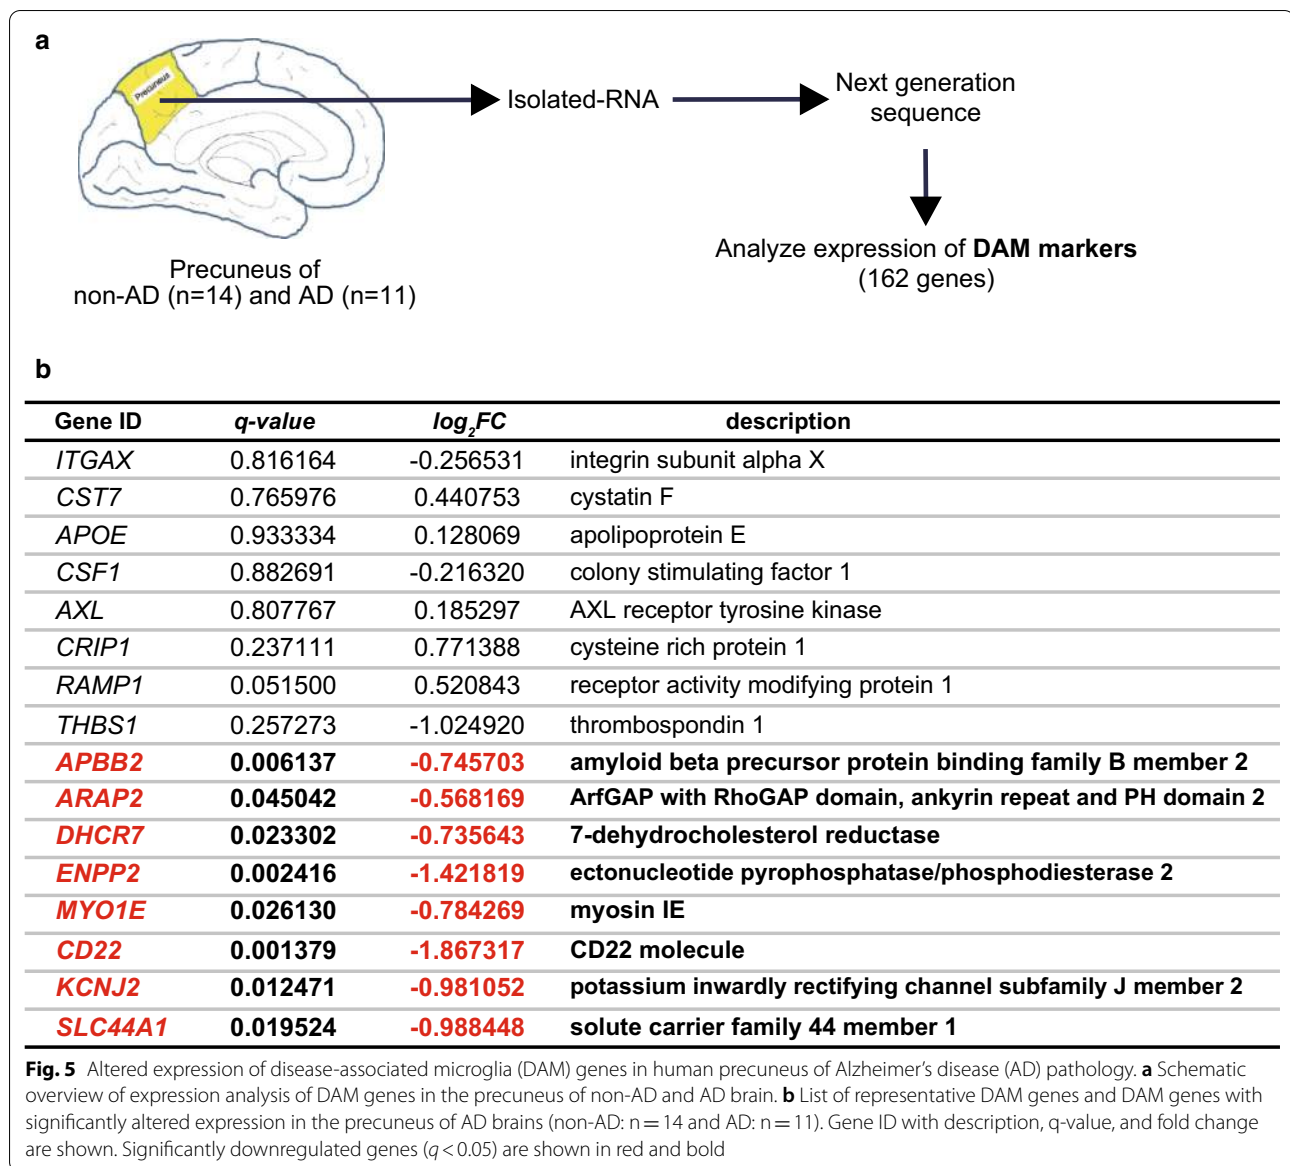 a
Precuneus
Isolated-RNA
Next generation
sequence
Analyze expression of DAM markers
(162 genes)
Precuneus of
non-AD (n=14) and AD (n=11)
b
Gene ID q-value log2FC description
ITGAX 0.816164 -0.256531 integrin subunit alpha X
CST7 0.765976 0.440753 cystatin F
APOE 0.933334 0.128069 apolipoprotein E
CSF1 0.882691 -0.216320 colony stimulating factor 1
AXL 0.807767 0.185297 AXL receptor tyrosine kinase
CRIP1 0.237111 0.771388 cysteine rich protein 1
RAMP1 0.051500 0.520843 receptor activity modifying protein 1
THBS1 0.257273 -1.024920 thrombospondin 1
APBB2 0.006137 -0.745703 amyloid beta precursor protein binding family B member 2
ARAP2 0.045042 -0.568169 ArfGAP with RhoGAP domain, ankyrin repeat and PH domain 2
DHCR7 0.023302 -0.735643 7-dehydrocholesterol reductase
ENPP2 0.002416 -1.421819 ectonucleotide pyrophosphatase/phosphodiesterase 2
MYO1E 0.026130 -0.784269 myosin IE
CD22 0.001379 -1.867317 CD22 molecule
KCNJ2 0.012471 -0.981052 potassium inwardly rectifying channel subfamily J member 2
SLC44A1 0.019524 -0.988448 solute carrier family 44 member 1
Fig. 5 Altered expression of disease-associated microglia (DAM) genes in human precuneus of Alzheimer's disease (AD) pathology. a Schematic
overview of expression analysis of DAM genes in the precuneus of non-AD and AD brain. b List of representative DAM genes and DAM genes with
significantly altered expression in the precuneus of AD brains (non-AD: n = 14 and AD: n = 11). Gene ID with description, q-value, and fold change
are shown. Significantly downregulated genes (q < 0.05) are shown in red and bold